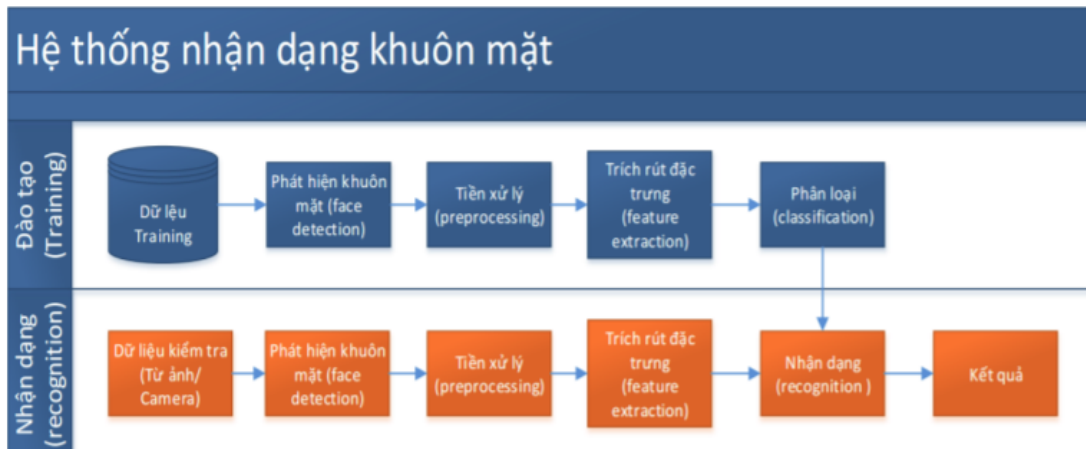 Hệ thống nhận dạng khuôn mặt
Đào tạo
(Training)
Dữ lệu
Training
Phát hiện khuôn
mặt (face
detection)
Tiền xử lý
(preprocessing)
Trích rút đặc
trưng
(feature
extraction)
Phân loại
(classification)
Nhận dạng
(recognition)
Dữ liệu kiểm tra
(Từ ảnh/
Camera)
Phát hiện khuôn
mặt (face
detection)
Tiền xử lý
(preprocessing)
Trích rút đặc
trưng
(feature
extraction)
Nhận dạng
(recognition )
Kết quả